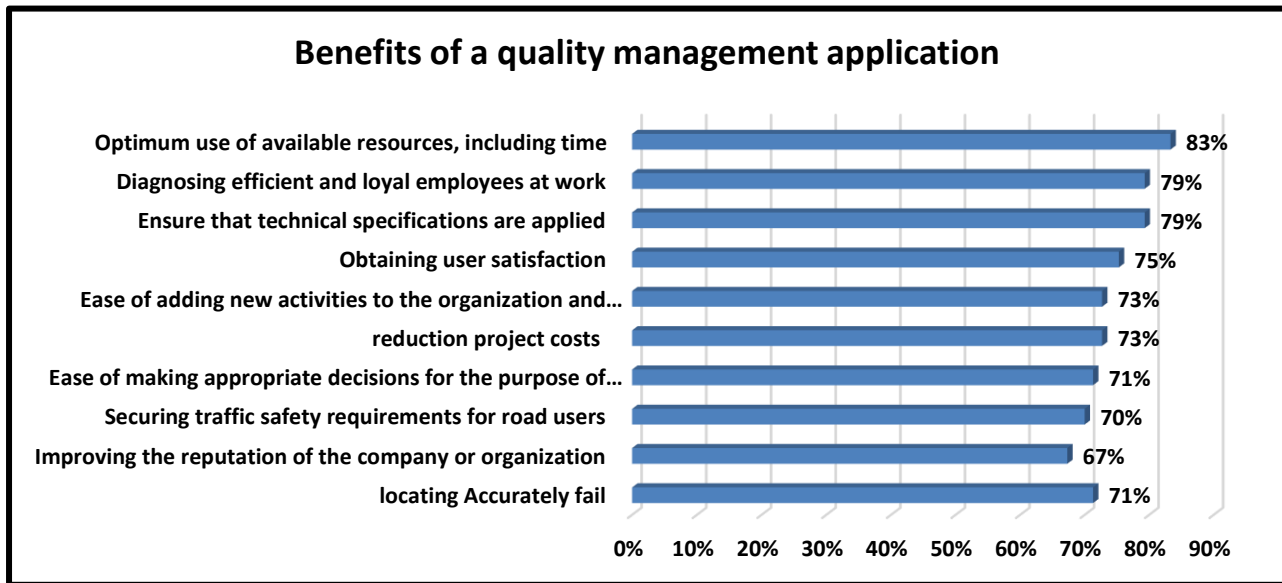 Benefits of a quality management application
Optimum use of available resources, including time 83%
Diagnosing efficient and loyal employees at work 79%
Ensure that technical specifications are applied 79%
Obtaining user satisfaction 75%
Ease of adding new activities to the organization and... 73%
reduction project costs 73%
Ease of making appropriate decisions for the purpose of... 71%
Securing traffic safety requirements for road users 70%
Improving the reputation of the company or organization 67%
locating Accurately fail 71%
0% 10% 20% 30% 40% 50% 60% 70% 80% 90%